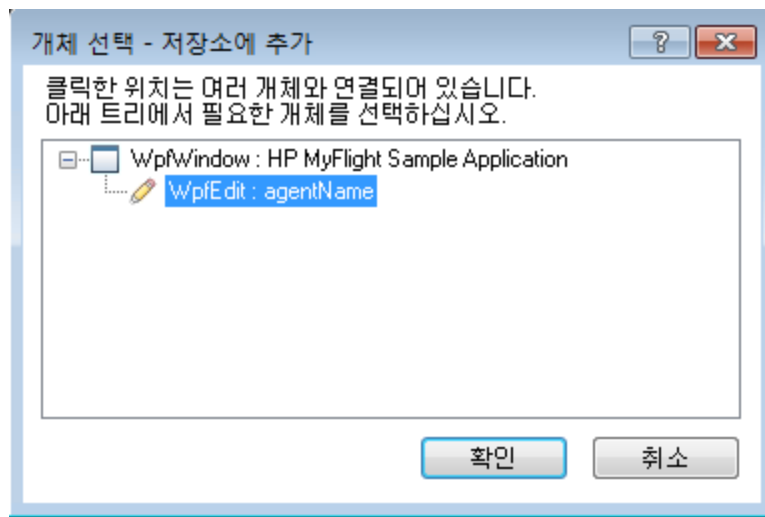 개체 선택 - 저장소에 추가
클릭한 위치는 여러 개체와 연결되어 있습니다.
아래 트리에서 필요한 개체를 선택하십시오.
WpfWindow : HP MyFlight Sample Application
WpfEdit : agentName
확인 취소